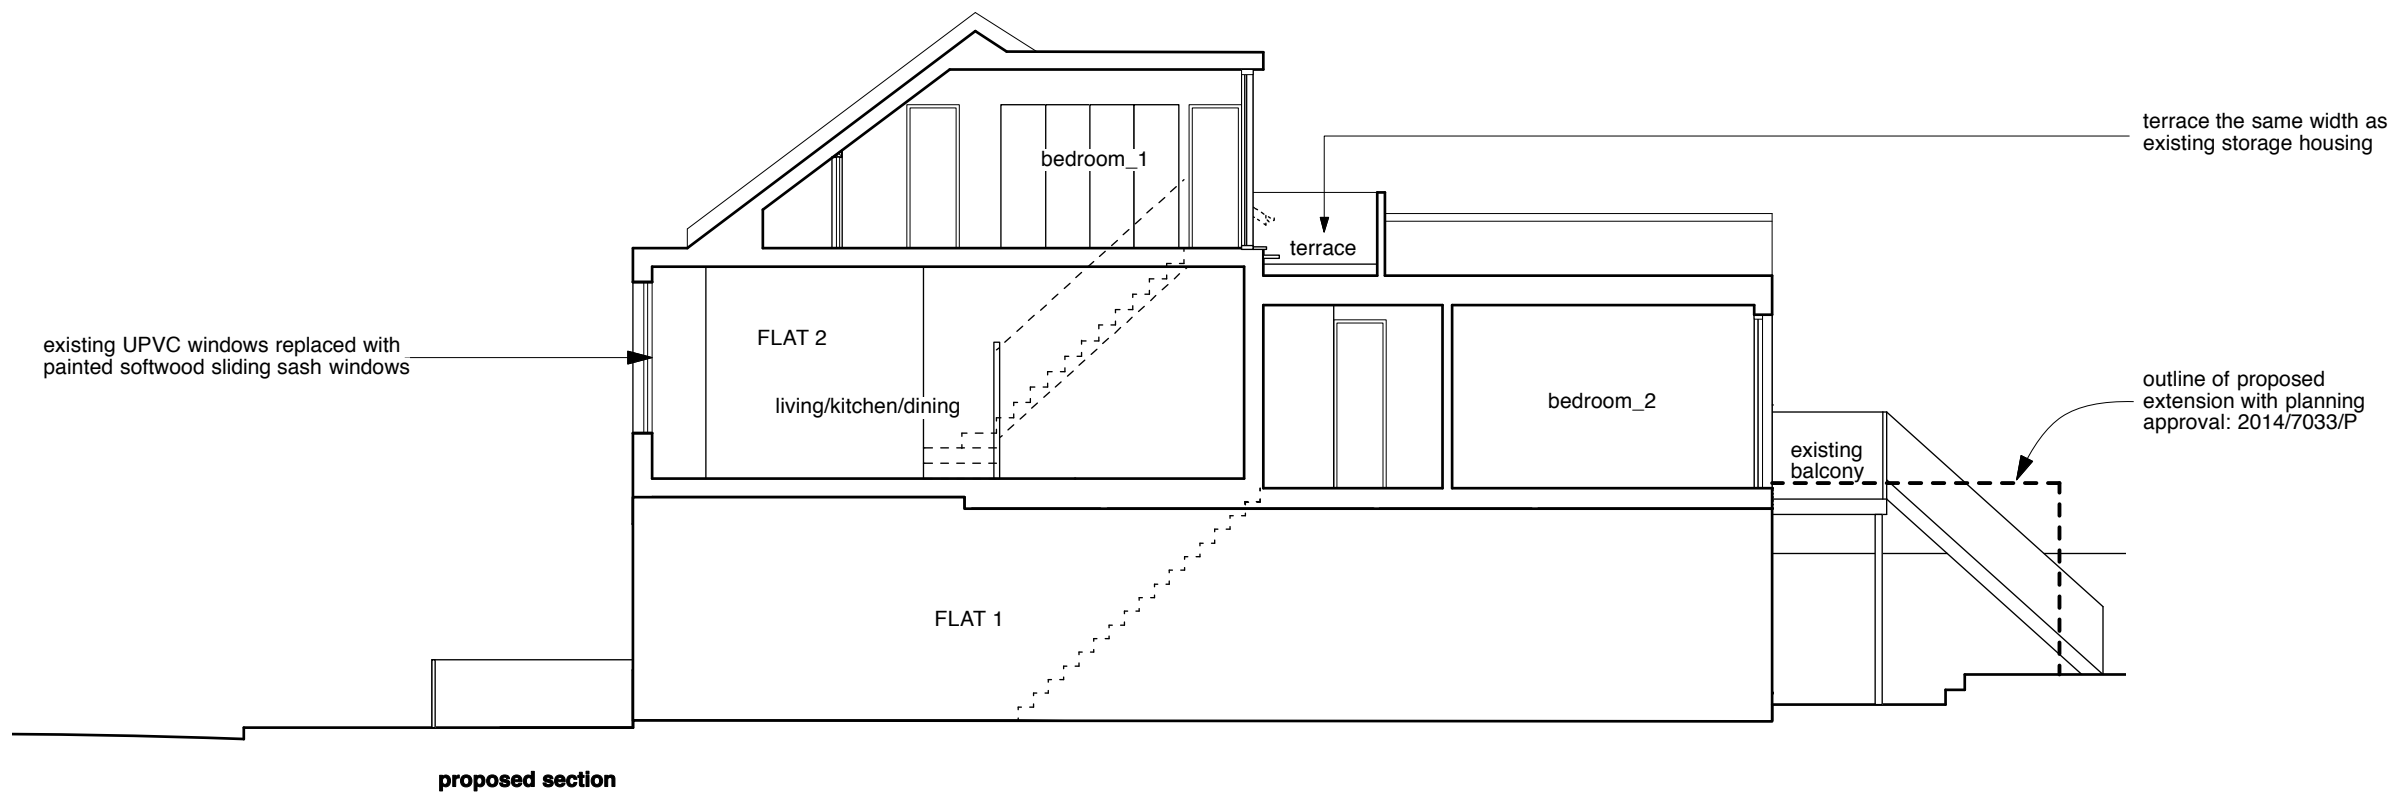 terrace the same width as
existing storage housing
bedroom_1
terrace
existing UPVC windows replaced with
painted softwood sliding sash windows
FLAT 2
living/kitchen/dining
bedroom_2
outline of proposed
extension with planning
approval: 2014/7033/P
existing
balcony
FLAT 1
proposed section